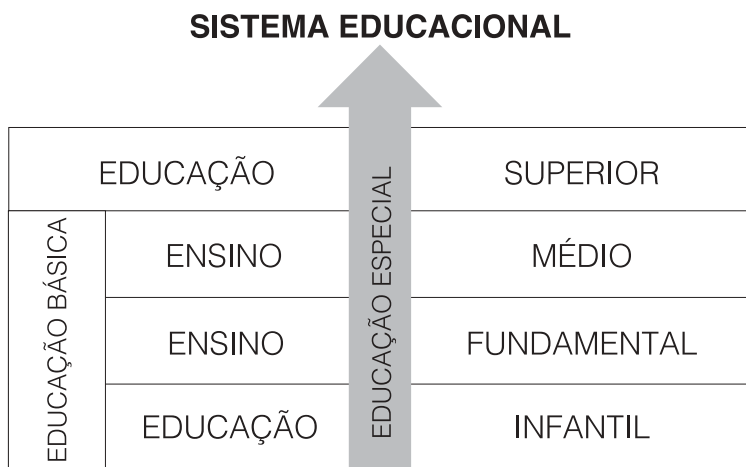 SISTEMA EDUCACIONAL
EDUCAÇÃO SUPERIOR
EDUCAÇÃO BÁSICA
ENSINO MÉDIO
ENSINO FUNDAMENTAL
EDUCAÇÃO INFANTIL
EDUCAÇÃO ESPECIAL